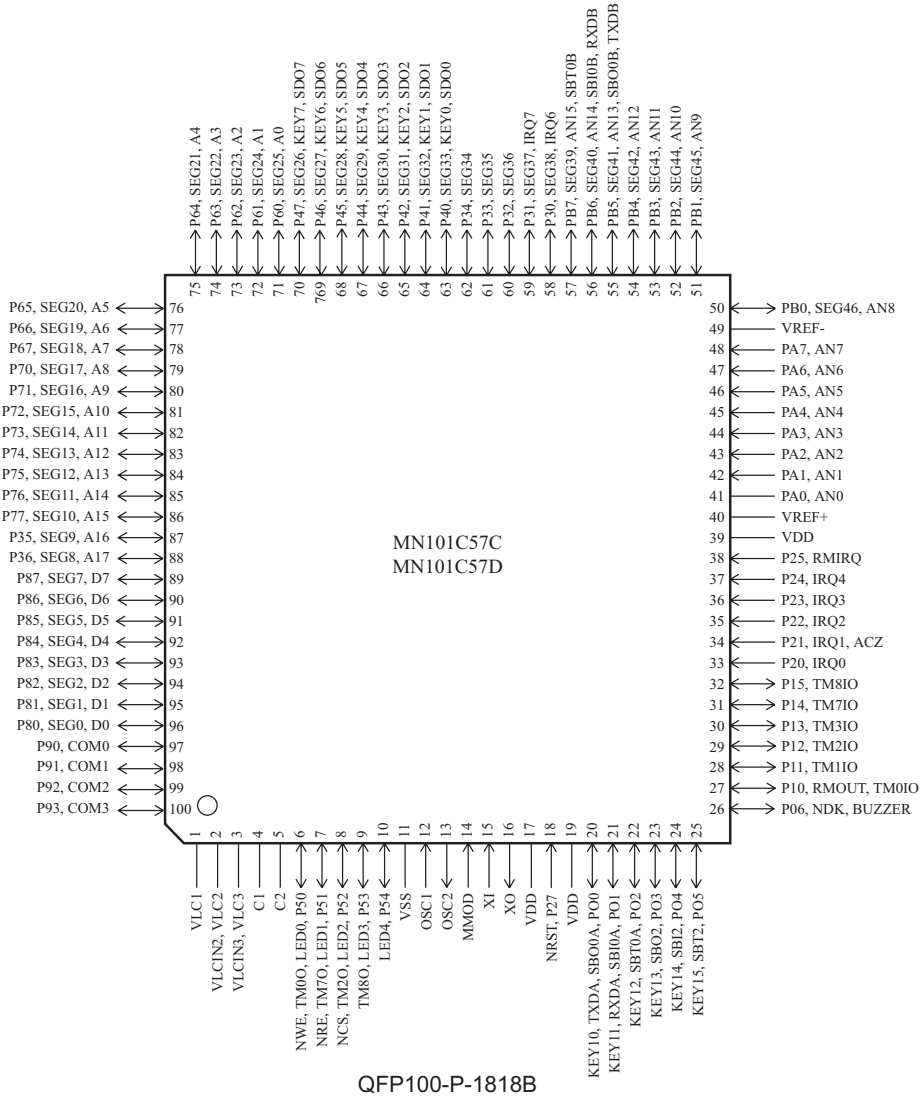 P64, SEG21, A4
P63, SEG22, A3
P62, SEG23, A2
P61, SEG24, A1
P60, SEG25, A0
P47, SEG26, KEY7, SDO7
P46, SEG27, KEY6, SDO6
P45, SEG28, KEY5, SDO5
P44, SEG29, KEY4, SDO4
P43, SEG30, KEY3, SDO3
P42, SEG31, KEY2, SDO2
P41, SEG32, KEY1, SDO1
P40, SEG33, KEY0, SDO0
P34, SEG34
P33, SEG35
P32, SEG36
P31, SEG37, IRQ7
P30, SEG38, IRQ6
PB7, SEG39, AN15, SBT0B
PB6, SEG40, AN14, SBI0B, RXDB
PB5, SEG41, AN13, SBO0B, TXDB
PB4, SEG42, AN12
PB3, SEG43, AN11
PB2, SEG44, AN10
PB1, SEG45, AN9
75 74 73 72 71 70 769 68 67 66 65 64 63 62 61 60 59 58 57 56 55 54 53 52 51
P65, SEG20, A5 76
P66, SEG19, A6 77
P67, SEG18, A7 78
P70, SEG17, A8 79
P71, SEG16, A9 80
P72, SEG15, A10 81
P73, SEG14, A11 82
P74, SEG13, A12 83
P75, SEG12, A13 84
P76, SEG11, A14 85
P77, SEG10, A15 86
P35, SEG9, A16 87
P36, SEG8, A17 88
P87, SEG7, D7 89
P86, SEG6, D6 90
P85, SEG5, D5 91
P84, SEG4, D4 92
P83, SEG3, D3 93
P82, SEG2, D2 94
P81, SEG1, D1 95
P80, SEG0, D0 96
P90, COM0 97
P91, COM1 98
P92, COM2 99
P93, COM3 100
MN101C57C
MN101C57D
50 PB0, SEG46, AN8
49 VREF-
48 PA7, AN7
47 PA6, AN6
46 PA5, AN5
45 PA4, AN4
44 PA3, AN3
43 PA2, AN2
42 PA1, AN1
41 PA0, AN0
40 VREF+
39 VDD
38 P25, RMIRQ
37 P24, IRQ4
36 P23, IRQ3
35 P22, IRQ2
34 P21, IRQ1, ACZ
33 P20, IRQ0
32 P15, TM8IO
31 P14, TM7IO
30 P13, TM3IO
29 P12, TM2IO
28 P11, TM1IO
27 P10, RMOUT, TM0IO
26 P06, NDK, BUZZER
1 2 3 4 5 6 7 8 9 10 11 12 13 14 15 16 17 18 19 20 21 22 23 24 25
VLC1
VLCIN2, VLC2
VLCIN3, VLC3
C1
C2
NWE, TM0O, LED0, P50
NRE, TM7O, LED1, P51
NCS, TM2O, LED2, P52
TM8O, LED3, P53
LED4, P54
VSS
OSC1
OSC2
MMOD
XI
XO
VDD
NRST, P27
VDD
KEY10, TXDA, SBO0A, PO0
KEY11, RXDA, SBI0A, PO1
KEY12, SBT0A, PO2
KEY13, SBO2, PO3
KEY14, SBI2, PO4
KEY15, SBT2, PO5
QFP100-P-1818B